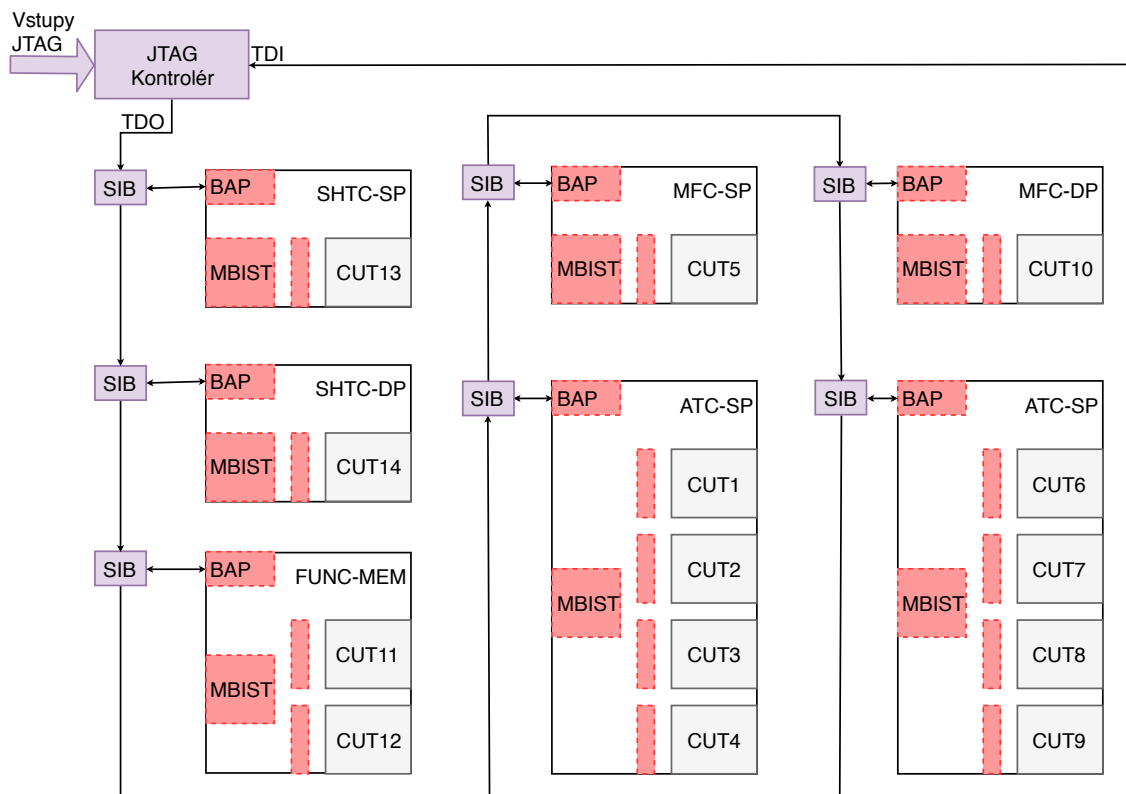 Vstupy
JTAG
JTAG
Kontrolér
TDI
TDO
SIB
BAP
SHTC-SP
MBIST
CUT13
SIB
BAP
SHTC-DP
MBIST
CUT14
SIB
BAP
FUNC-MEM
CUT11
MBIST
CUT12
SIB
BAP
MFC-SP
MBIST
CUT5
SIB
BAP
ATC-SP
CUT1
CUT2
MBIST
CUT3
CUT4
SIB
BAP
MFC-DP
MBIST
CUT10
SIB
BAP
ATC-SP
CUT6
CUT7
MBIST
CUT8
CUT9